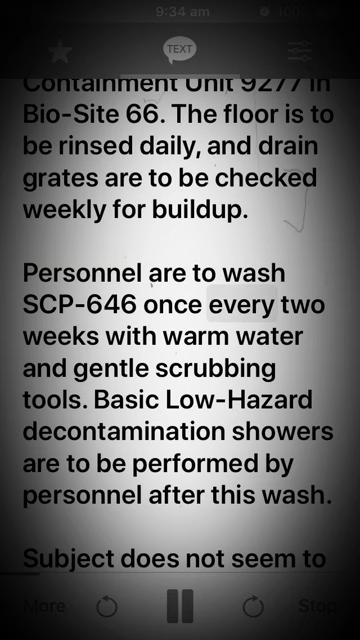 9:34 am
TEXT
Containment Unit 9277 in
Bio-Site 66. The floor is to
be rinsed daily, and drain
grates are to be checked
weekly for buildup.
Personnel are to wash
SCP-646 once every two
weeks with warm water
and gentle scrubbing
tools. Basic Low-Hazard
decontamination showers
are to be performed by
personnel after this wash.
Subject does not seem to
More
Stop